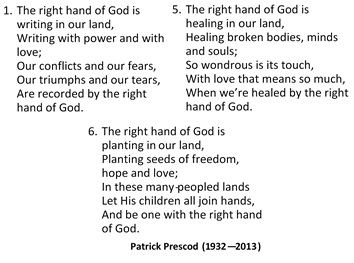 1. The right hand of God is
writing in our land,
Writing with power and with
love;
Our conflicts and our fears,
Our triumphs and our tears,
Are recorded by the right
hand of God.
5. The right hand of God is
healing in our land,
Healing broken bodies, minds
and souls;
So wondrous is its touch,
With love that means so much,
When we're healed by the right
hand of God.
6. The right hand of God is
planting in our land,
Planting seeds of freedom,
hope and love;
In these many-peopled lands
Let His children all join hands,
And be one with the right hand
of God.
Patrick Prescod (1932—2013)